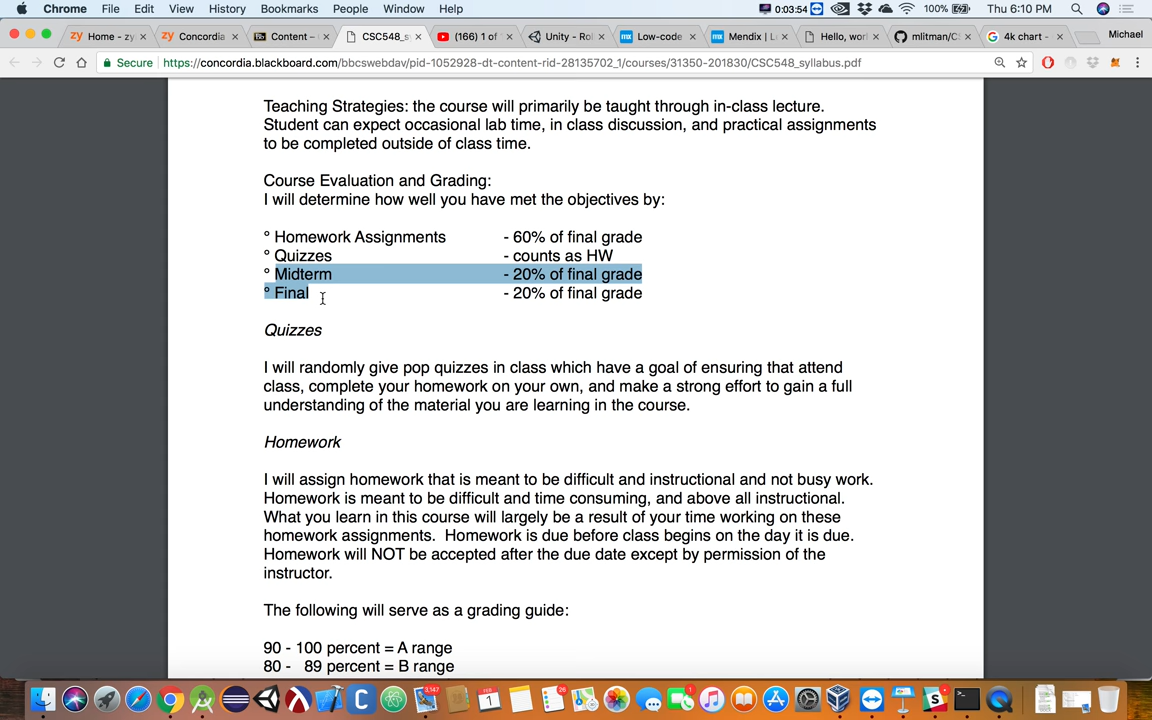 Chrome File Edit View History Bookmarks People Window Help 0:03:54 100% Thu 6:10 PM
zy Home - zy × zy Concordia × Content – × CSC548_s × (166) 1 of × Unity - Rol × mx Low-code × mx Mendix | L × Hello, worl × mlitman/C × G 4k chart - × Michael
Secure https://concordia.blackboard.com/bbcswebdav/pid-1052928-dt-content-rid-28135702_1/courses/31350-201830/CSC548_syllabus.pdf
Teaching Strategies: the course will primarily be taught through in-class lecture.
Student can expect occasional lab time, in class discussion, and practical assignments
to be completed outside of class time.
Course Evaluation and Grading:
I will determine how well you have met the objectives by:
° Homework Assignments - 60% of final grade
° Quizzes - counts as HW
° Midterm - 20% of final grade
° Final - 20% of final grade
Quizzes
I will randomly give pop quizzes in class which have a goal of ensuring that attend
class, complete your homework on your own, and make a strong effort to gain a full
understanding of the material you are learning in the course.
Homework
I will assign homework that is meant to be difficult and instructional and not busy work.
Homework is meant to be difficult and time consuming, and above all instructional.
What you learn in this course will largely be a result of your time working on these
homework assignments. Homework is due before class begins on the day it is due.
Homework will NOT be accepted after the due date except by permission of the
instructor.
The following will serve as a grading guide:
90 - 100 percent = A range
80 - 89 percent = B range
3,347 FEB 1 26 1